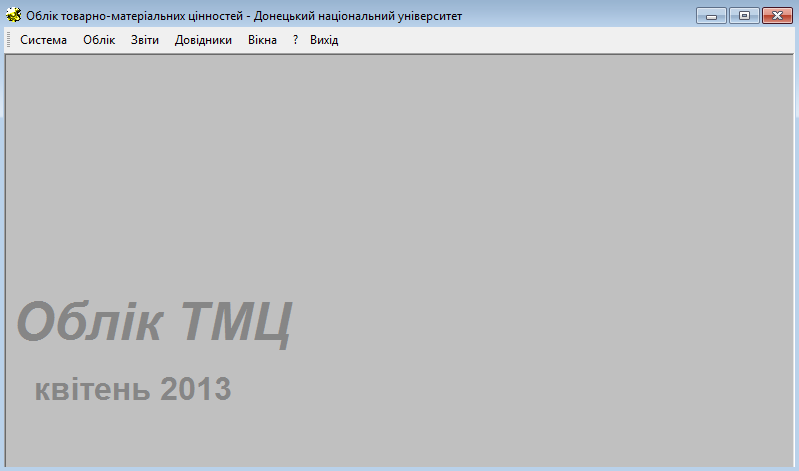 Облік товарно-матеріальних цінностей - Донецький національний університет
Система Облік Звіти Довідники Вікна ? Вихід
Облік ТМЦ
квітень 2013